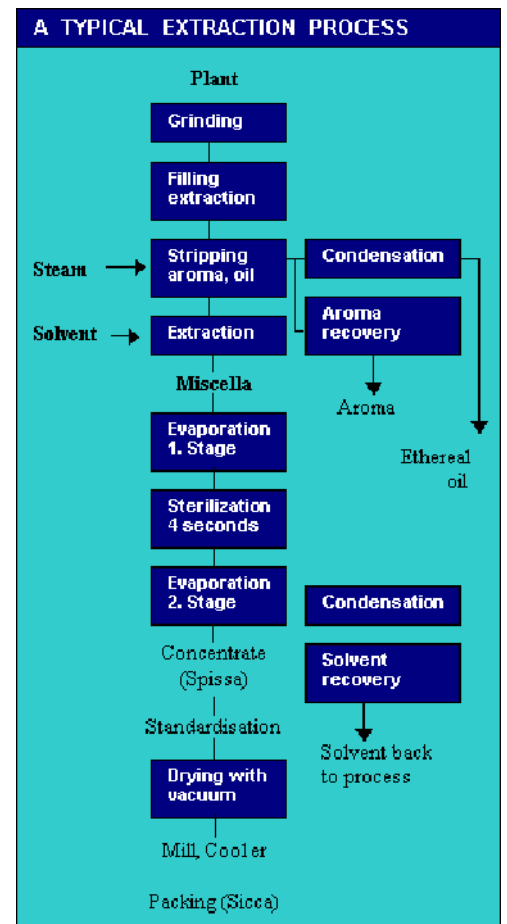 A TYPICAL EXTRACTION PROCESS
Plant
Grinding
Filling
extraction
Steam
Stripping
aroma, oil
Condensation
Solvent
Extraction
Aroma
recovery
Miscella
Aroma
Evaporation
1. Stage
Ethereal
oil
Sterilization
4 seconds
Evaporation
2. Stage
Condensation
Concentrate
(Spissa)
Solvent
recovery
Standardisation
Solvent back
to process
Drying with
vacuum
Mill, Cooler
Packing (Sicca)